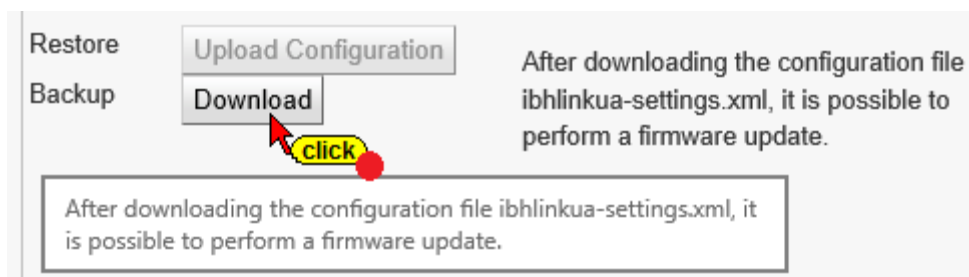 Restore
Upload Configuration
Backup
Download
click
After downloading the configuration file
ibhlinkua-settings.xml, it is possible to
perform a firmware update.
After downloading the configuration file ibhlinkua-settings.xml, it
is possible to perform a firmware update.